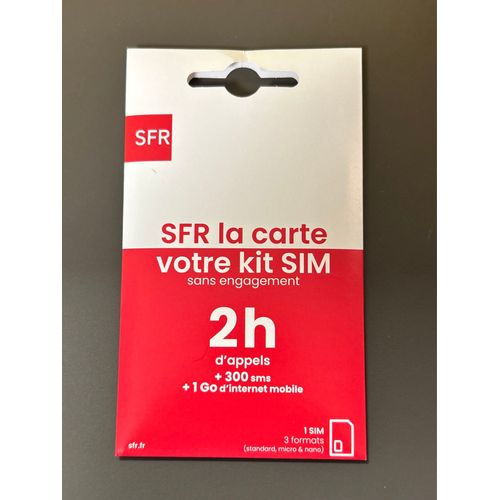 SFR
SFR la carte
votre kit SIM
sans engagement
2h
d'appels
+ 300 sms
+ 1 Go d'internet mobile
1 SIM
3 formats
(standard, micro & nano)
sfr.fr